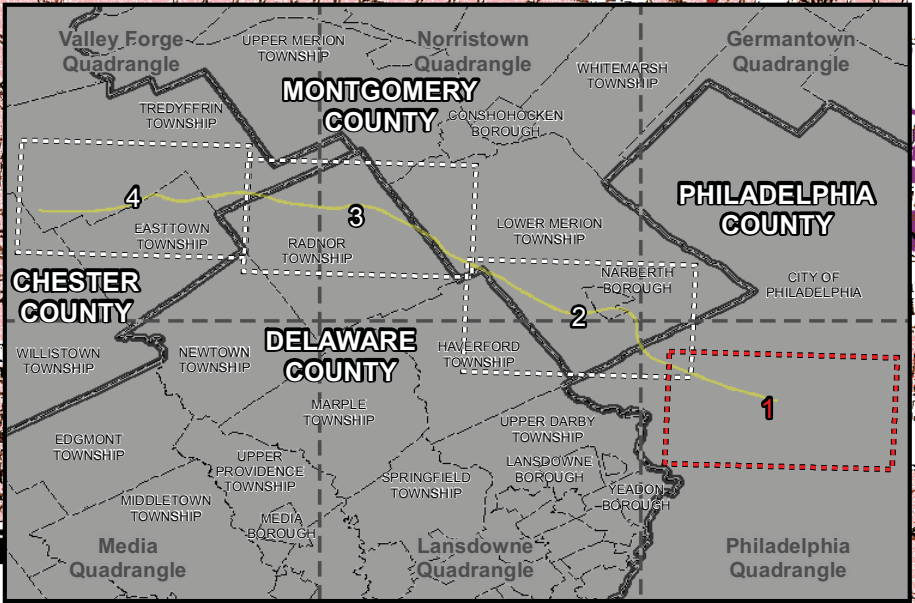 Valley Forge
Quadrangle
UPPER MERION
TOWNSHIP
Norristown
Quadrangle
Germantown
Quadrangle
WHITEMARSH
TOWNSHIP
MONTGOMERY
COUNTY
TREDYFFRIN
TOWNSHIP
CONSHOHOCKEN
BOROUGH
PHILADELPHIA
COUNTY
4
3
EASTTOWN
TOWNSHIP
RADNOR
TOWNSHIP
LOWER MERION
TOWNSHIP
CHESTER
COUNTY
NARBERTH
BOROUGH
CITY OF
PHILADELPHIA
2
DELAWARE
COUNTY
WILLISTOWN
TOWNSHIP
NEWTOWN
TOWNSHIP
HAVERFORD
TOWNSHIP
1
MARPLE
TOWNSHIP
UPPER DARBY
TOWNSHIP
EDGMONT
TOWNSHIP
UPPER
PROVIDENCE
TOWNSHIP
SPRINGFIELD
TOWNSHIP
LANSDOWNE
BOROUGH
YEADON
BOROUGH
MIDDLETOWN
TOWNSHIP
MEDIA
BOROUGH
Media
Quadrangle
Lansdowne
Quadrangle
Philadelphia
Quadrangle